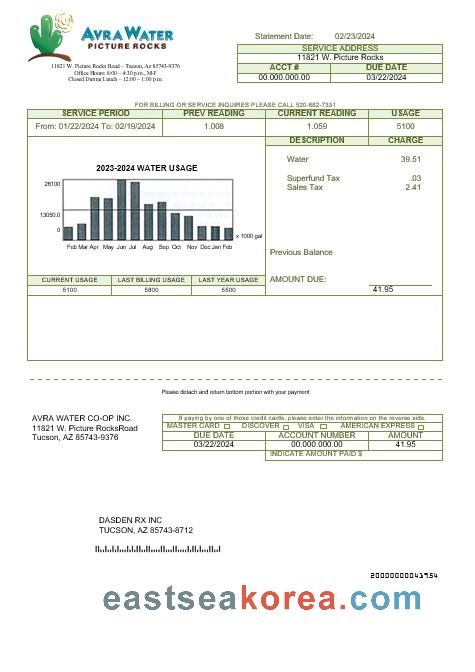 AVRA WATER
PICTURE ROCKS
11821 W. Picture Rocks Road – Tucson, AZ 85743-9376
Office Hours: 8:00 – 4:30 p.m., M-F
Closed During Lunch – 12:00 – 1:00 p.m.
Statement Date: 02/23/2024
SERVICE ADDRESS
11821 W. Picture Rocks
ACCT # DUE DATE
00.000.000.00 03/22/2024
FOR BILLING OR SERVICE INQUIRES PLEASE CALL 520-682-7331
SERVICE PERIOD PREV READING CURRENT READING USAGE
From: 01/22/2024 To: 02/19/2024 1.008 1.059 5100
DESCRIPTION CHARGE
Water 39.51
Superfund Tax .03
Sales Tax 2.41
2023-2024 WATER USAGE
26100
13050.0
0
x 1000 gal
Feb Mar Apr May Jun Jul Aug Sep Oct Nov Dec Jan Feb
Previous Balance
AMOUNT DUE: 41.95
CURRENT USAGE LAST BILLING USAGE LAST YEAR USAGE
5100 5800 5500
Please detach and return bottom portion with your payment
AVRA WATER CO-OP INC.
11821 W. Picture RocksRoad
Tucson, AZ 85743-9376
If paying by one of those credit cards, please enter the information on the reverse side.
MASTER CARD DISCOVER VISA AMERICAN EXPRESS
DUE DATE ACCOUNT NUMBER AMOUNT
03/22/2024 00.000.000.00 41.95
INDICATE AMOUNT PAID $
DASDEN RX INC
TUCSON, AZ 85743-8712
eastseakorea.com